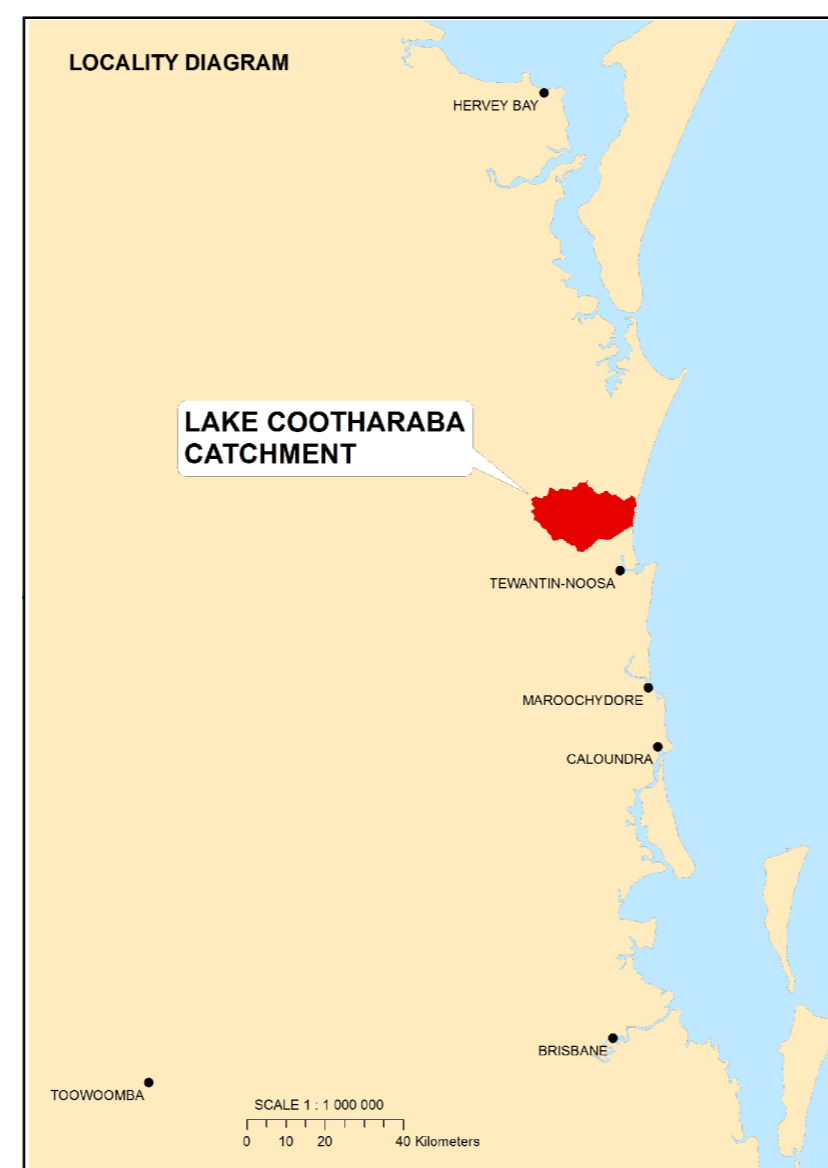 LOCALITY DIAGRAM
HERVEY BAY
LAKE COOTHARABA
CATCHMENT
TEWANTIN-NOOSA
MAROOCHYDORE
CALOUNDRA
BRISBANE
TOOWOOMBA
SCALE 1 : 1 000 000
0 10 20 40 Kilometers